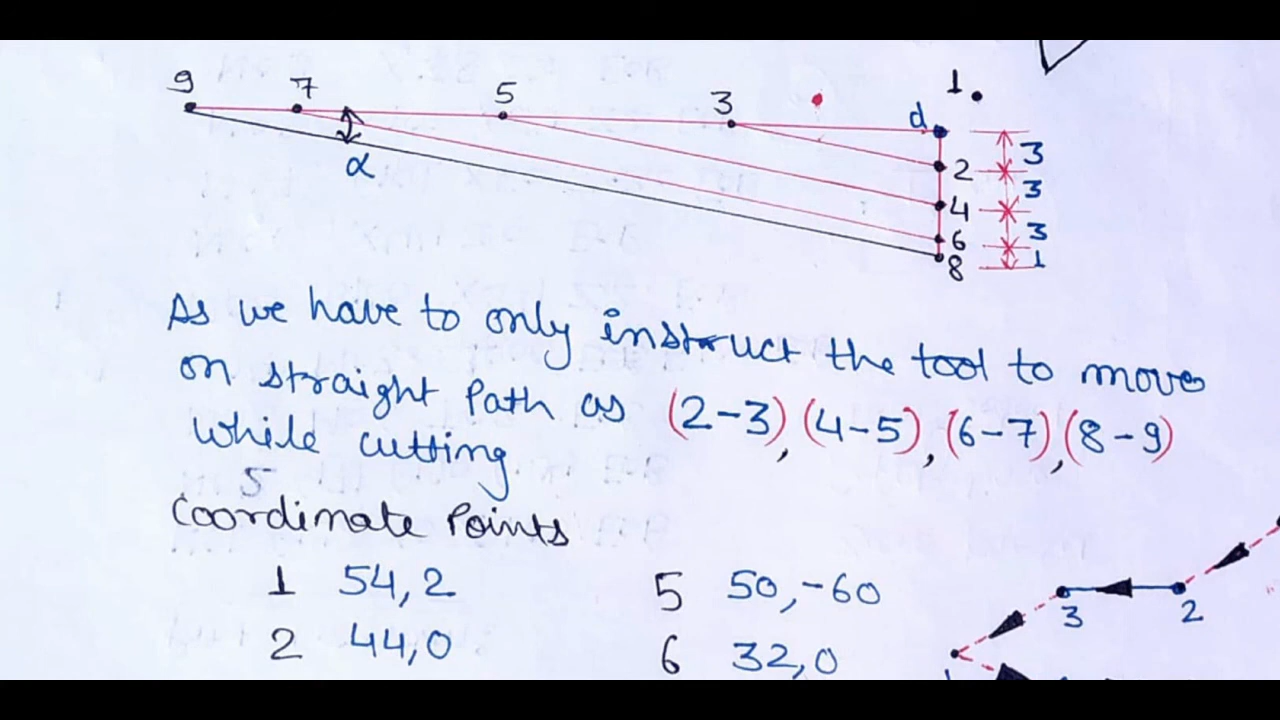 9 7 5 3 d 1
α
2 3
4 3
6 3
8 1
As we have to only instruct the tool to move
on straight Path as (2-3), (4-5), (6-7), (8-9)
while cutting
5
Coordinate Points
1 54,2 5 50,-60
2 44,0 6 32,0
3 2